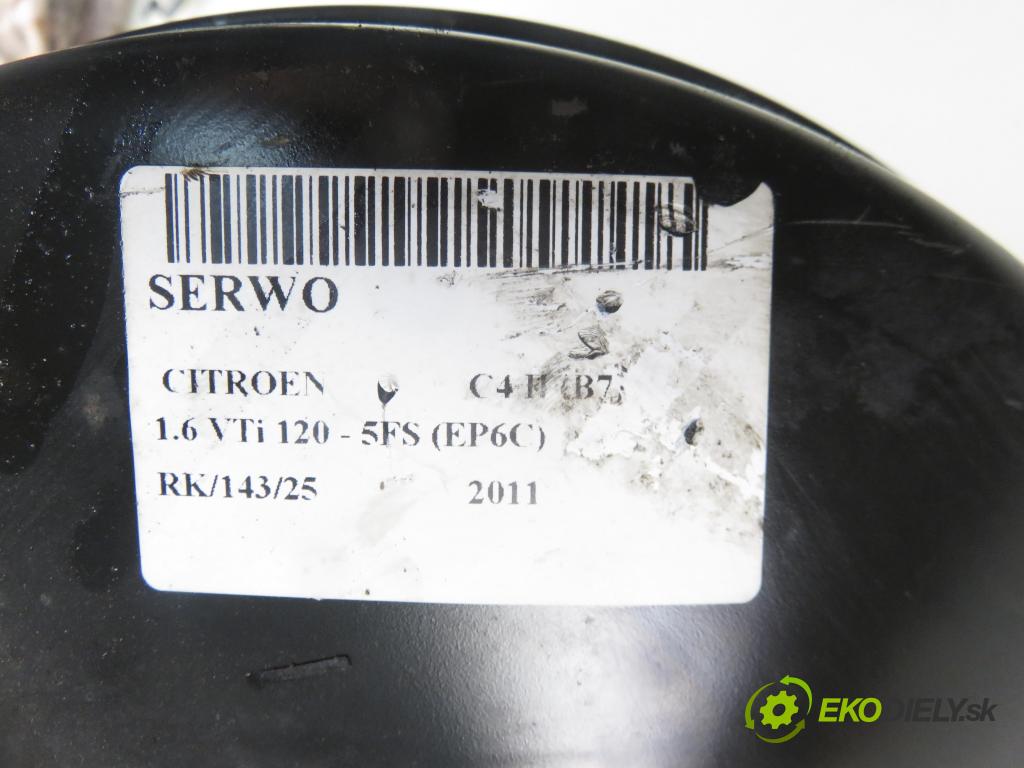 SERWO
CITROEN C4 II (B7)
1.6 VTi 120 - 5FS (EP6C)
RK/143/25 2011
EKODIELY.sk